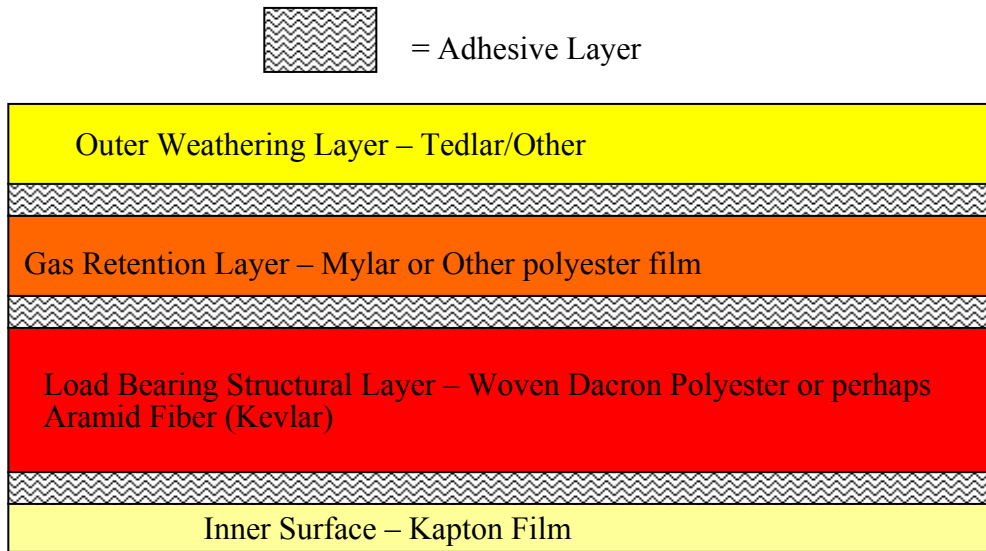 = Adhesive Layer
Outer Weathering Layer – Tedlar/Other
Gas Retention Layer – Mylar or Other polyester film
Load Bearing Structural Layer – Woven Dacron Polyester or perhaps
Aramid Fiber (Kevlar)
Inner Surface – Kapton Film